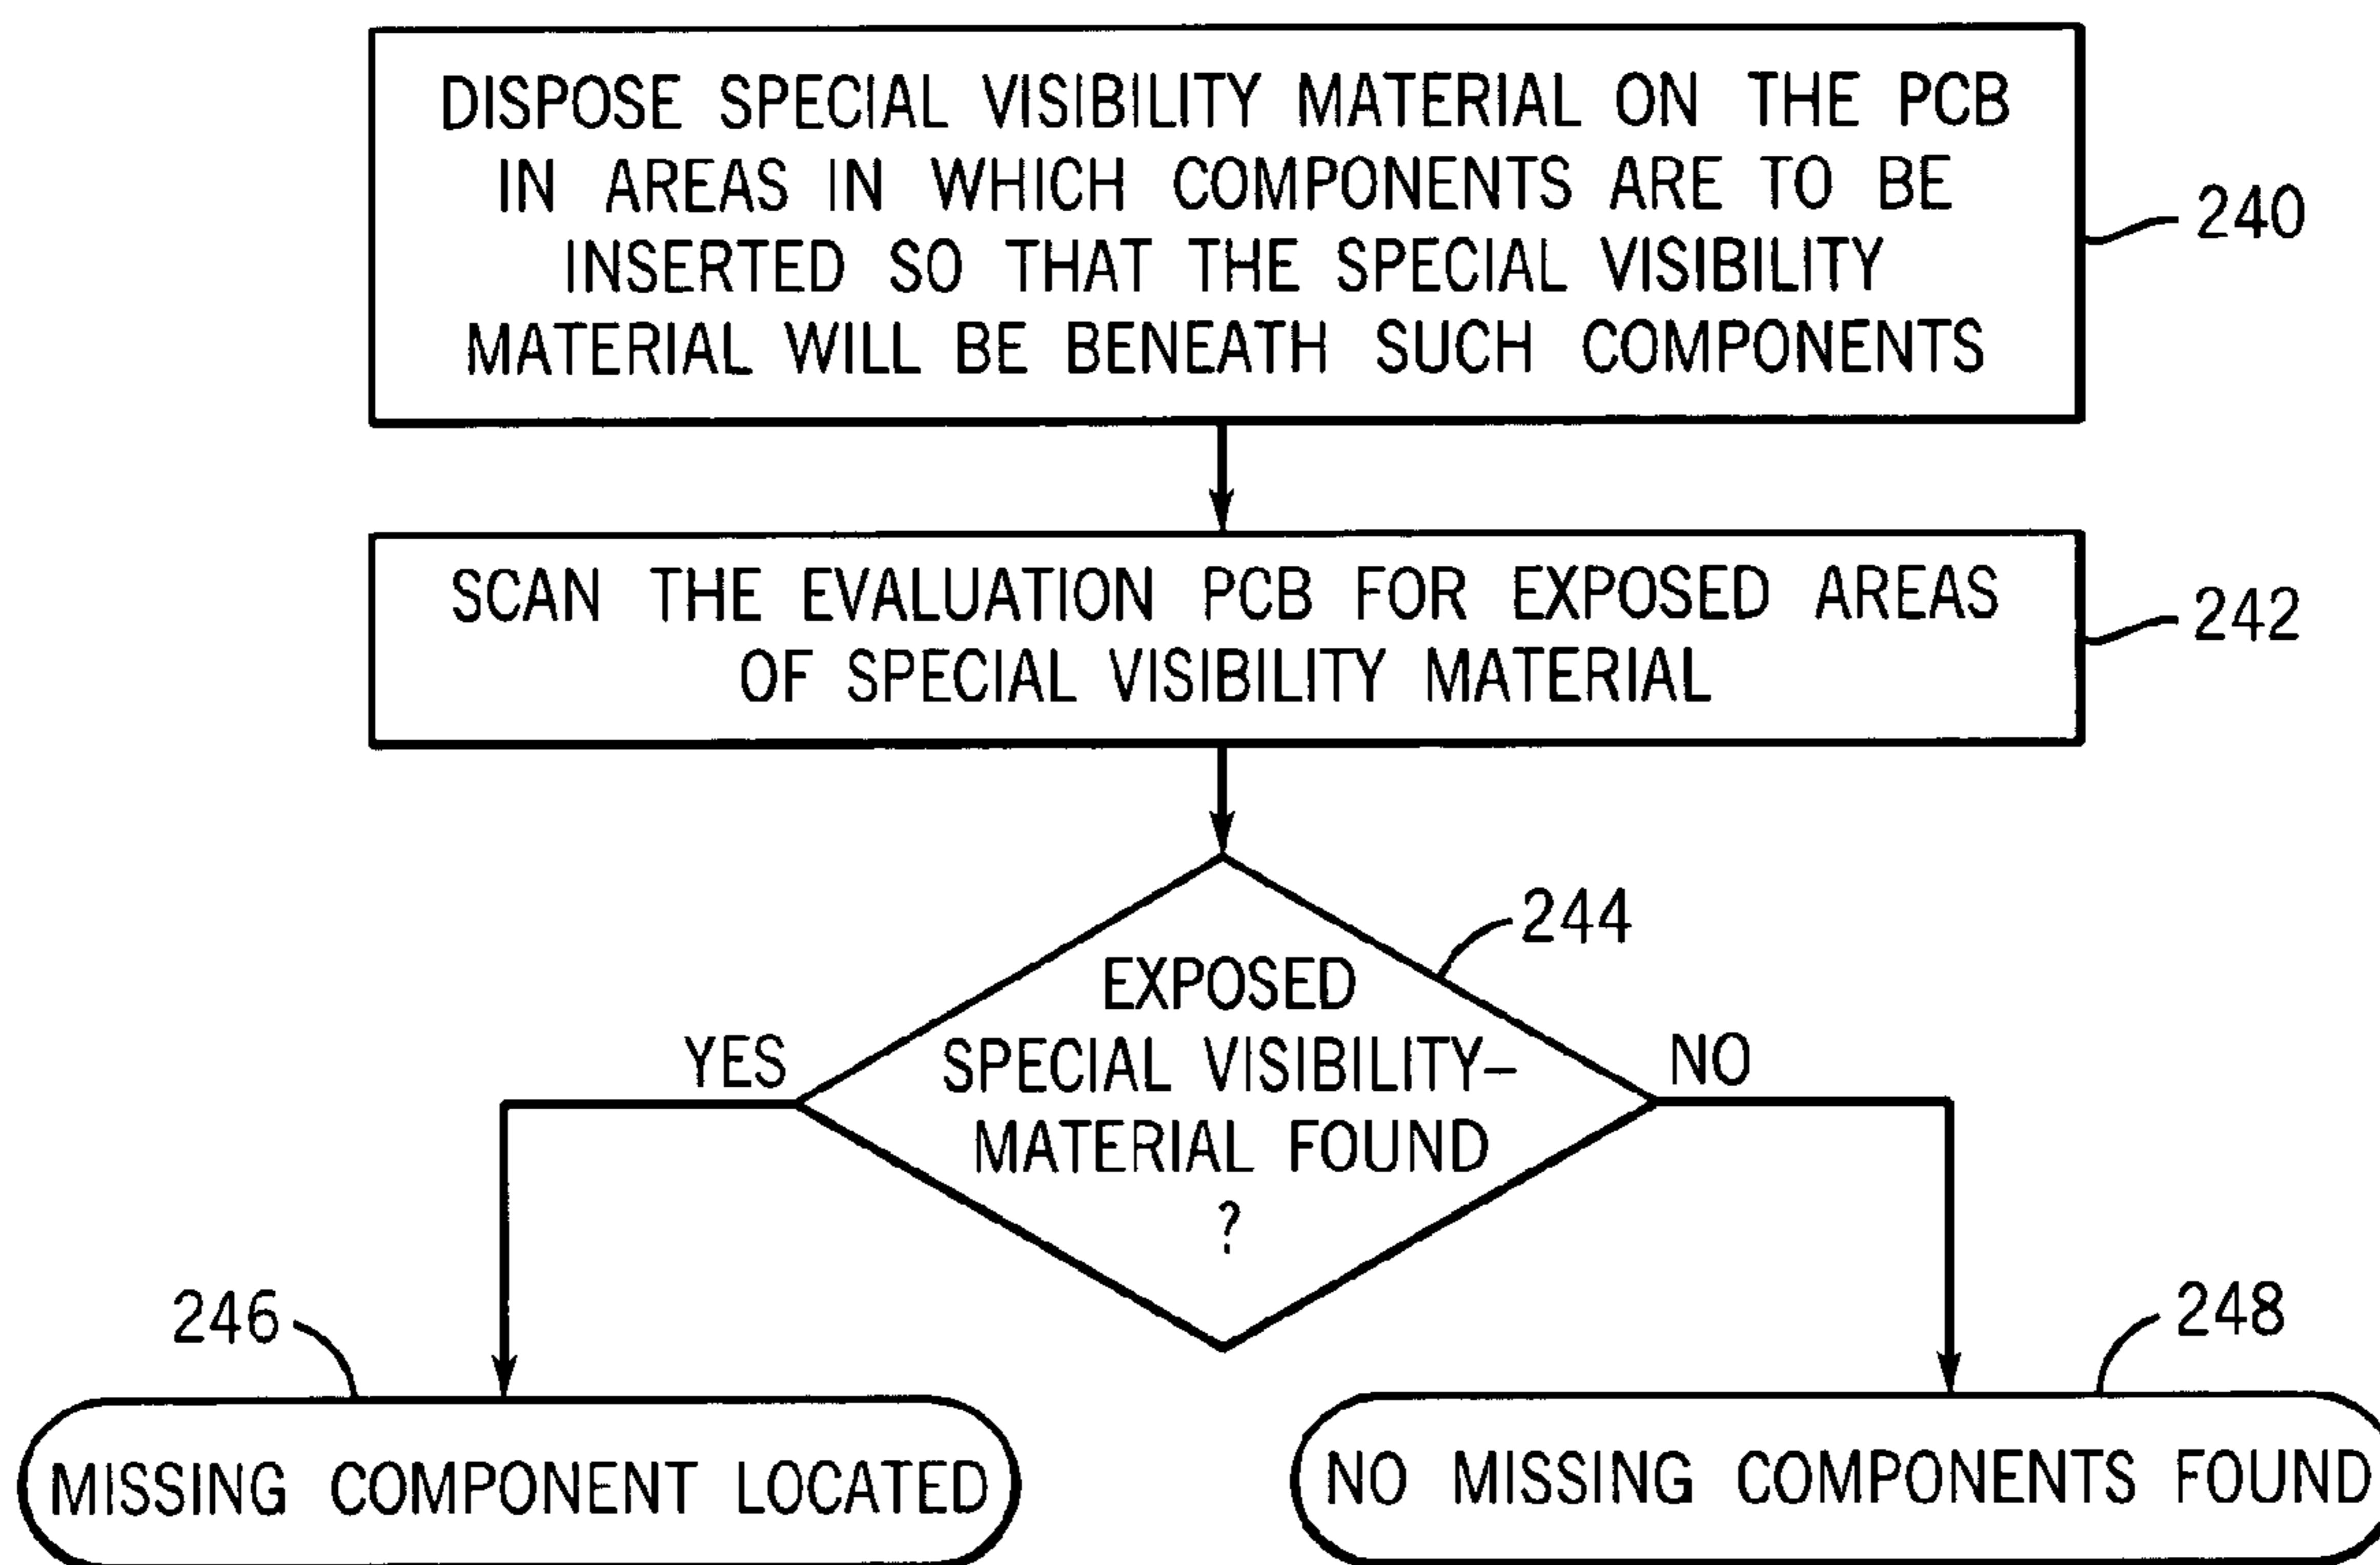 DISPOSE SPECIAL VISIBILITY MATERIAL ON THE PCB
IN AREAS IN WHICH COMPONENTS ARE TO BE
INSERTED SO THAT THE SPECIAL VISIBILITY
MATERIAL WILL BE BENEATH SUCH COMPONENTS
240
SCAN THE EVALUATION PCB FOR EXPOSED AREAS
OF SPECIAL VISIBILITY MATERIAL
242
244
EXPOSED
SPECIAL VISIBILITY–
MATERIAL FOUND
?
YES
NO
246
MISSING COMPONENT LOCATED
248
NO MISSING COMPONENTS FOUND